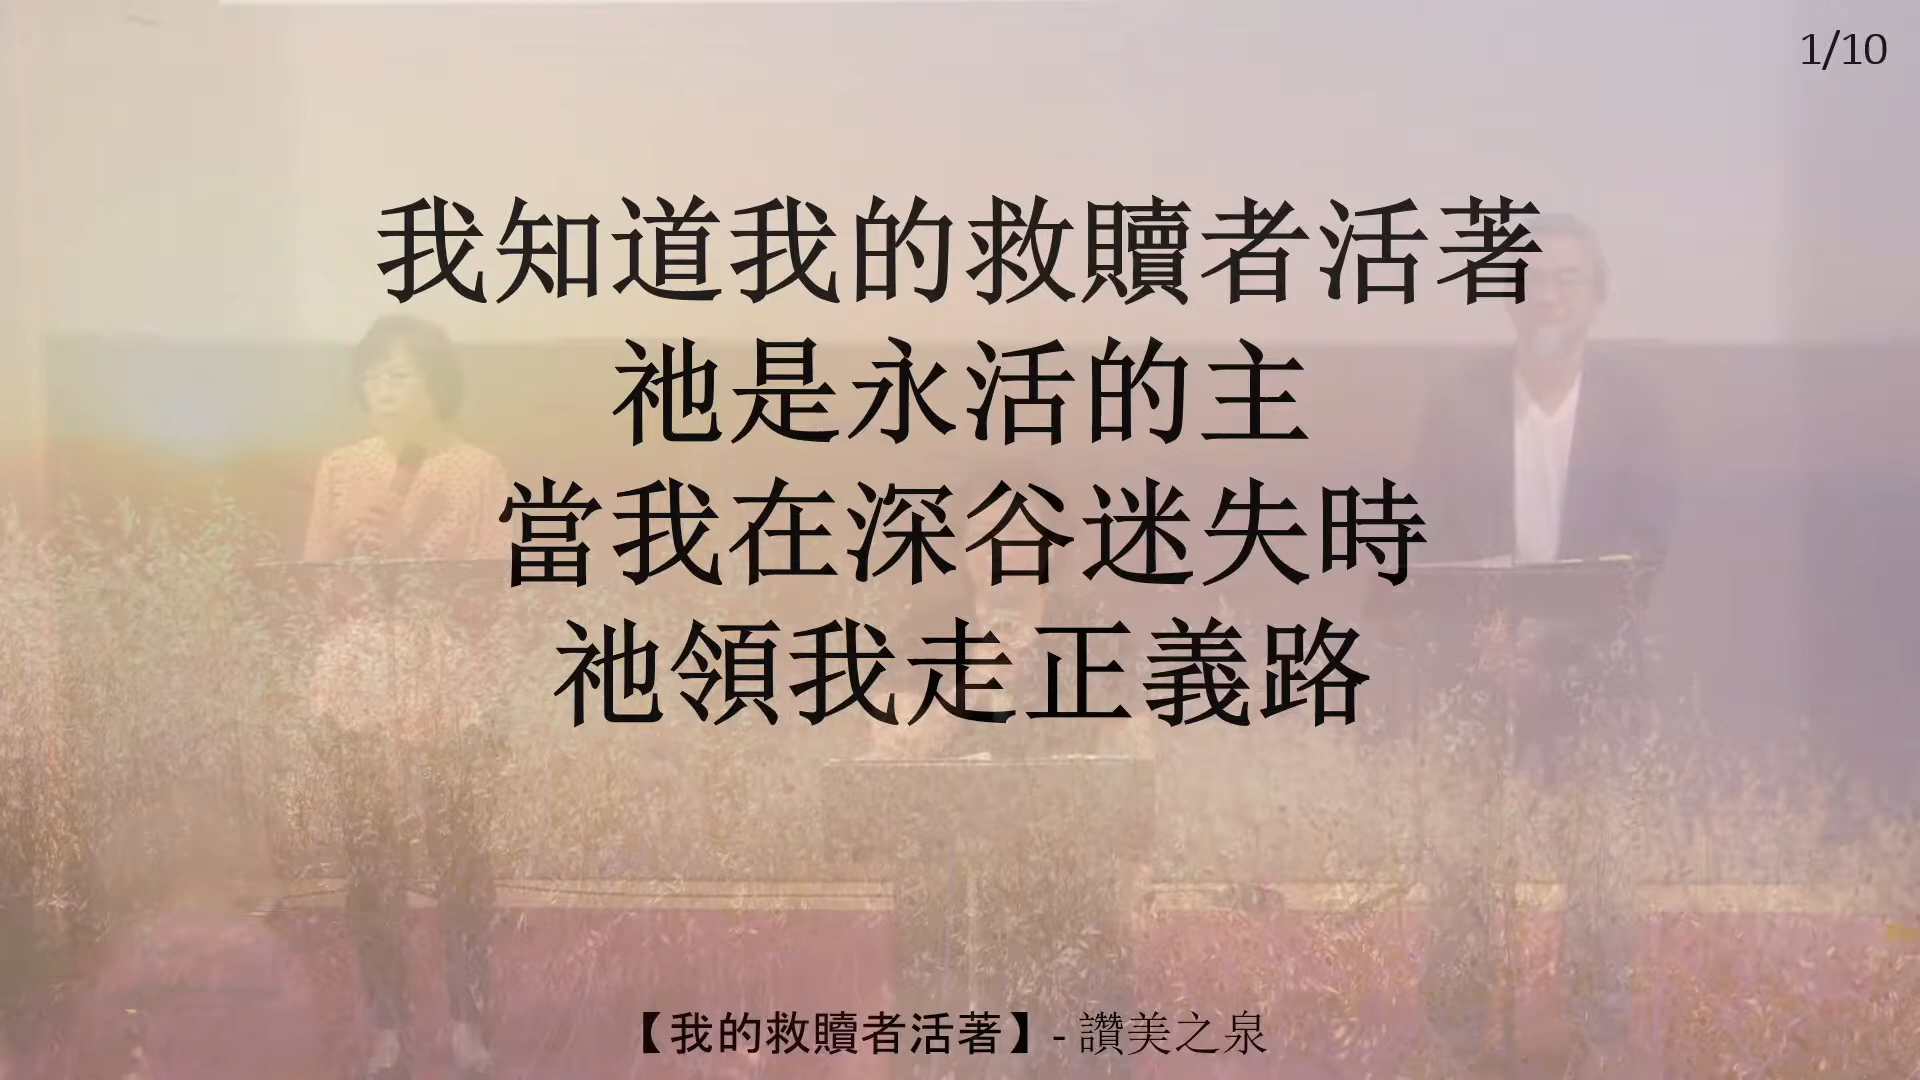 1/10
我知道我的救贖者活著
祂是永活的主
當我在深谷迷失時
祂領我走正義路
【我的救贖者活著】- 讚美之泉